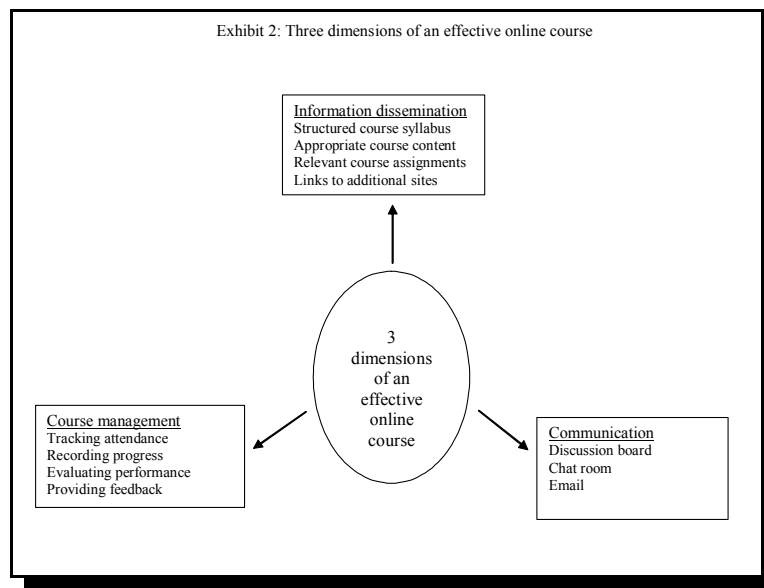 Exhibit 2: Three dimensions of an effective online course
Information dissemination
Structured course syllabus
Appropriate course content
Relevant course assignments
Links to additional sites
3
dimensions
of an
effective
online
course
Course management
Tracking attendance
Recording progress
Evaluating performance
Providing feedback
Communication
Discussion board
Chat room
Email